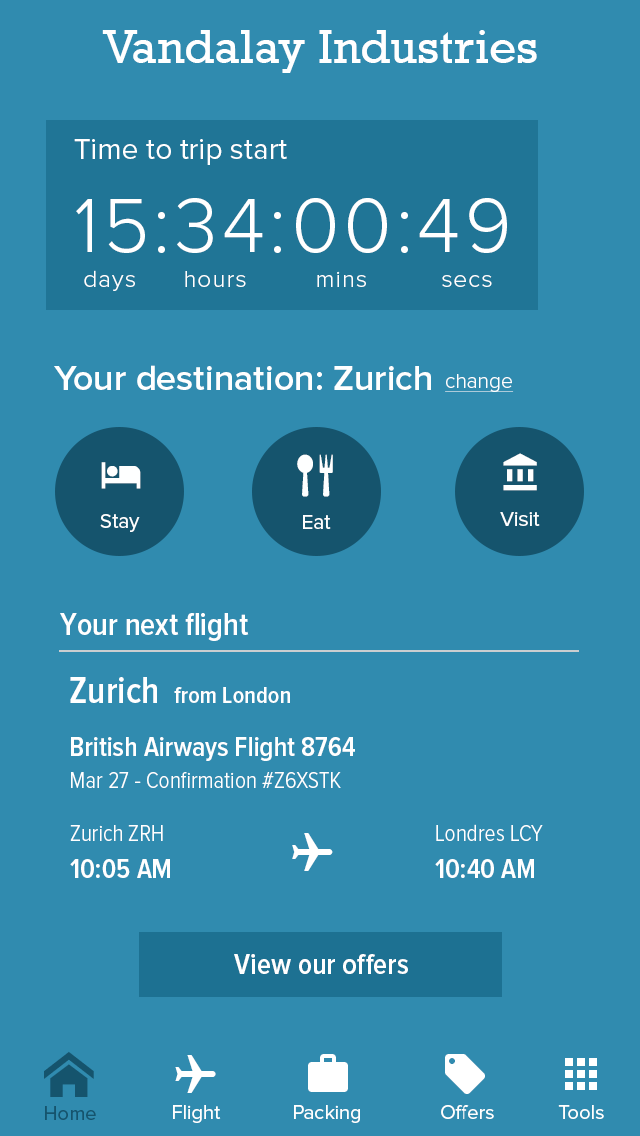 Vandalay Industries
Time to trip start
15:34:00:49
days hours mins secs
Your destination: Zurich change
Stay Eat Visit
Your next flight
Zurich from London
British Airways Flight 8764
Mar 27 - Confirmation #Z6XSTK
Zurich ZRH Londres LCY
10:05 AM 10:40 AM
View our offers
Home Flight Packing Offers Tools